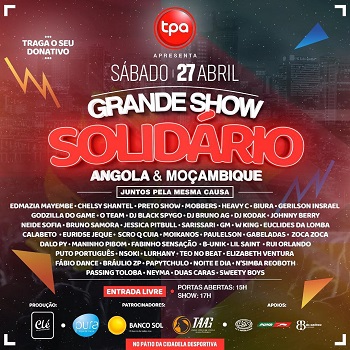 tpa
TRAGA O SEU
DONATIVO
APRESENTA
SÁBADO 27 ABRIL
GRANDE SHOW
SOLIDÁRIO
ANGOLA & MOÇAMBIQUE
JUNTOS PELA MESMA CAUSA
EDMAZIA MAYEMBE • CHELSY SHANTEL • PRETO SHOW • MOBBERS • HEAVY C • BIURA • GERILSON INSRAEL
GODZILLA DO GAME • O TEAM • DJ BLACK SPYGO • DJ BRUNO AG • DJ KODAK • JOHNNY BERRY
NEIDE SOFIA • BRUNO SAMORA • JESSICA PITBULL • SARISSARI • GM • W KING • EUCLIDES DA LOMBA
CALABETO • EURIDSE JEQUE • SCRO Q CUIA • MOIKANOS • PAULELSON • GABELADAS • ZOCA ZOCA
DALO PY • MANINHO PIBOM • FABINHO SENSAÇÃO • B-UNIK • LIL SAINT • RUI ORLANDO
PUTO PORTUGUÊS • NSOKI • LURHANY • TEO NO BEAT • ELIZABETH VENTURA
FÁBIO DANCE • BRÁULIO ZP • PAPYTCHULO • NOITE E DIA • N'SIMBA REOBOTH
PASSING TOLOBA • NEYMA • DUAS CARAS • SWEETY BOYS
ENTRADA LIVRE
PORTAS ABERTAS: 15H
SHOW: 17H
PRODUÇÃO:
PATROCINADORES:
APOIOS:
Clé
pura
BANCO SOL
TAAG
NO PÁTIO DA CIDADELA DESPORTIVA